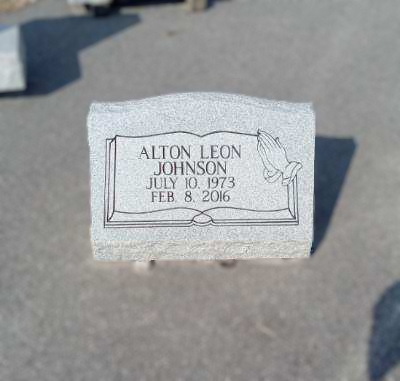 ALTON LEON
JOHNSON
JULY 10, 1973
FEB. 8, 2016